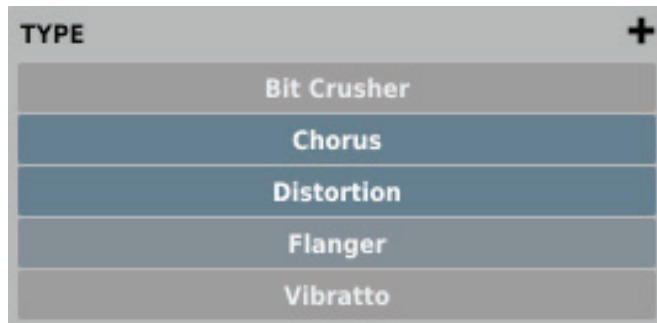 TYPE +
Bit Crusher
Chorus
Distortion
Flanger
Vibratto